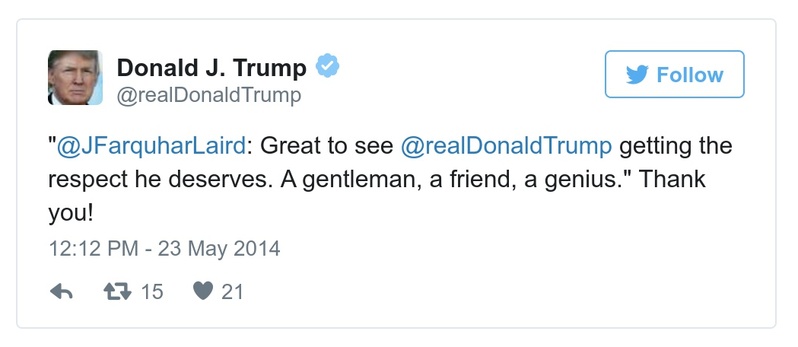 Donald J. Trump
@realDonaldTrump
Follow
"@JFarquharLaird: Great to see @realDonaldTrump getting the
respect he deserves. A gentleman, a friend, a genius." Thank
you!
12:12 PM - 23 May 2014
15 21